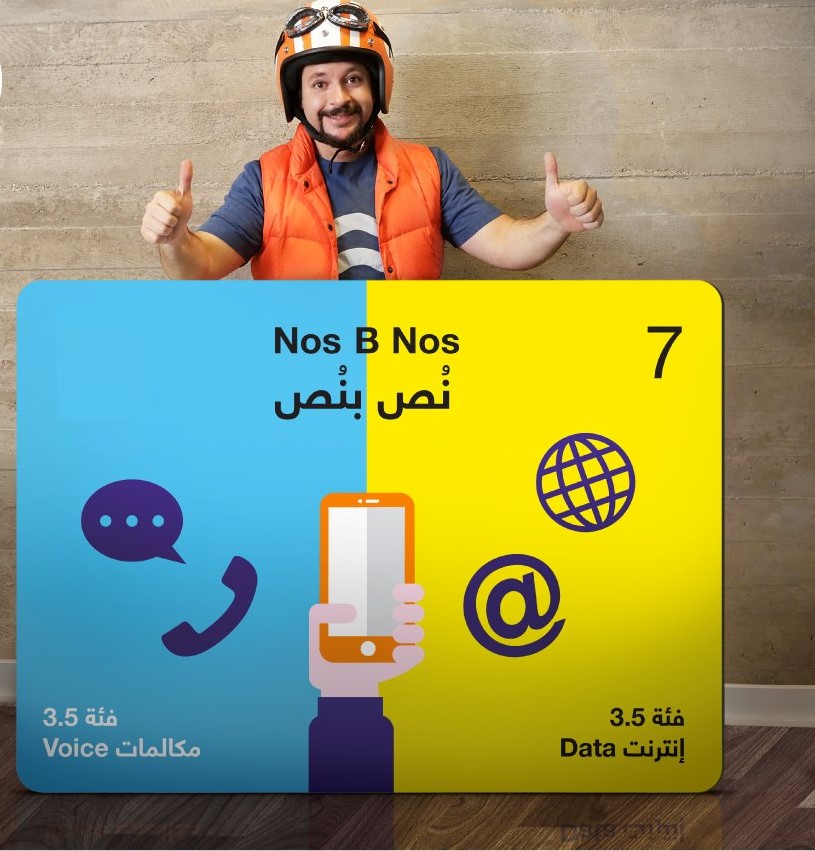 Nos B Nos
نُص بنُص
7
فئة 3.5
مكالمات Voice
فئة 3.5
إنترنت Data